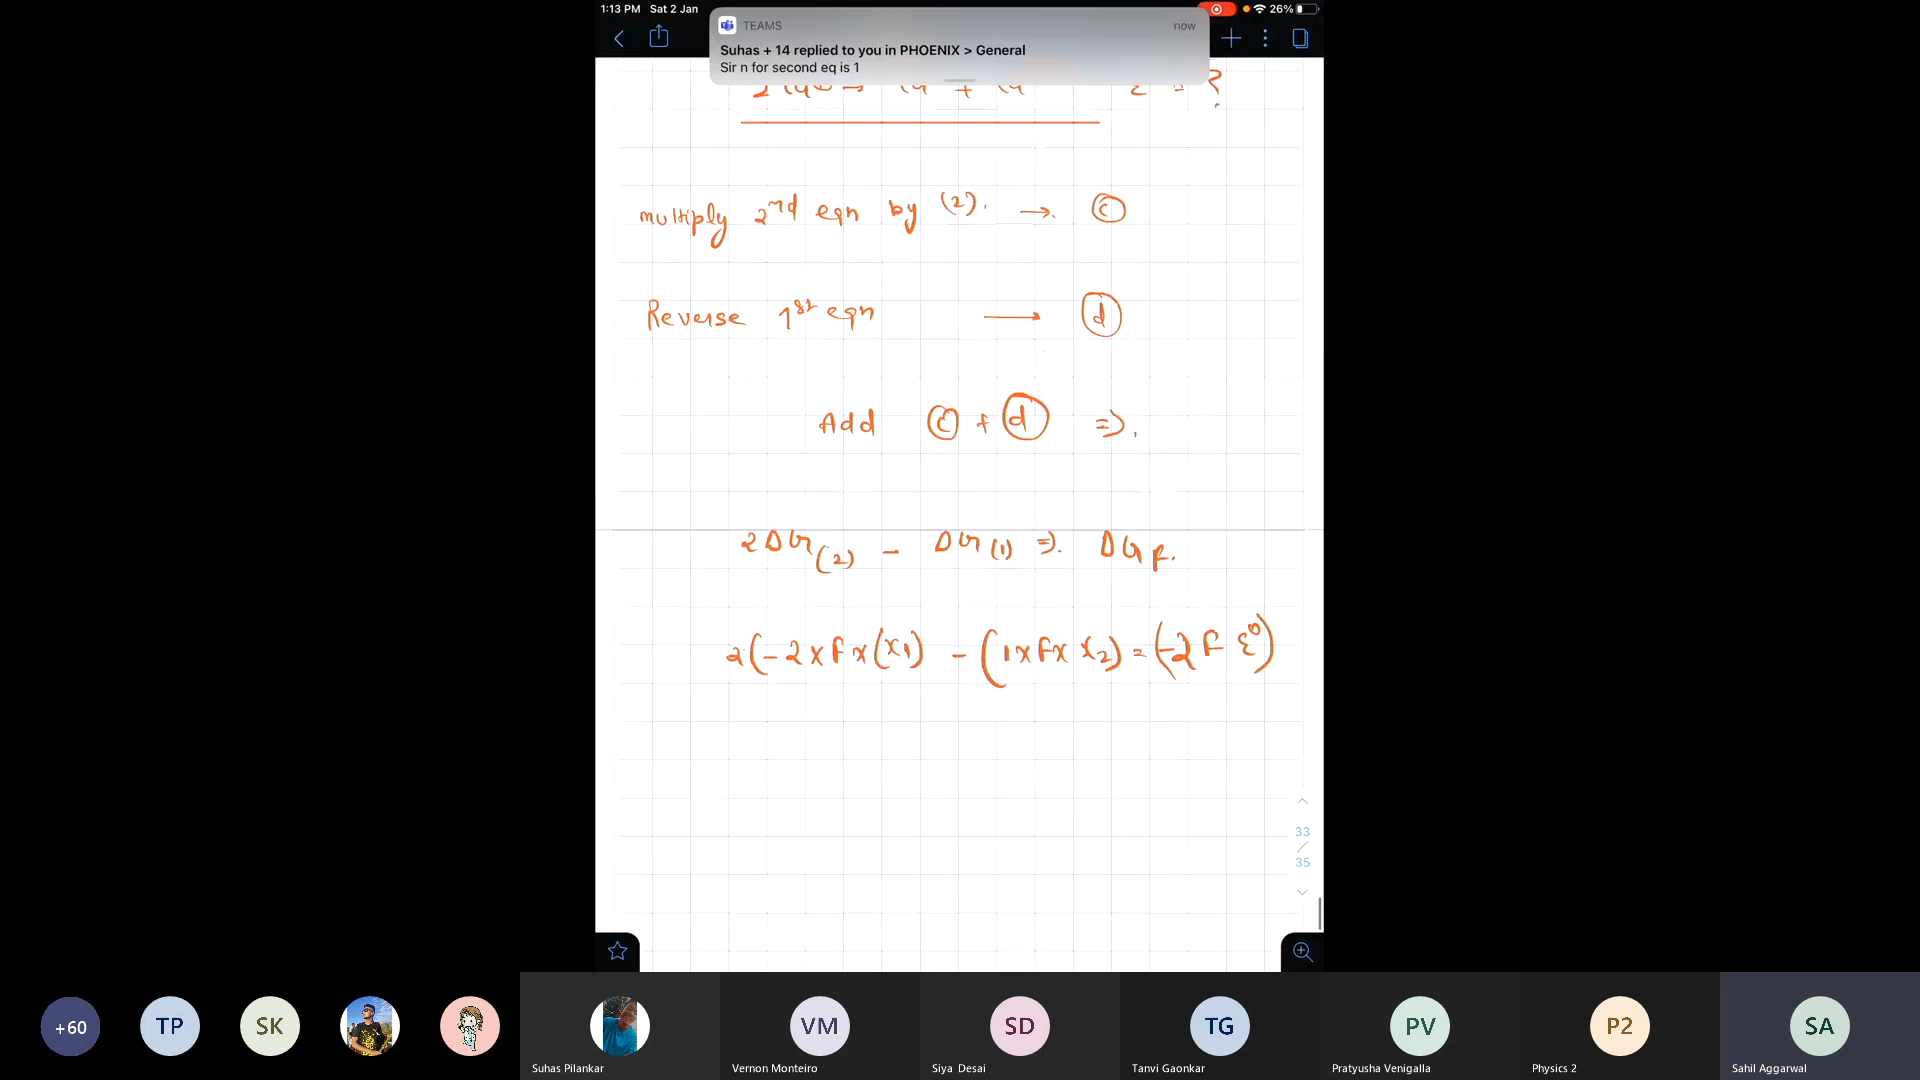 1:13 PM Sat 2 Jan
26%
TEAMS
now
Suhas + 14 replied to you in PHOENIX > General
Sir n for second eq is 1
multiply 2nd eqn by (2). → (c)
Reverse 1st eqn → (d)
Add (c) + (d) ⇒.
2ΔG(2) - ΔG(1) ⇒. ΔGf.
2(-2×F×(x1) - (1×F×x2) = (-2Fε⁰)
33
/
35
+60
TP
SK
VM
SD
TG
PV
P2
SA
Suhas Pilankar
Vernon Monteiro
Siya Desai
Tanvi Gaonkar
Pratyusha Venigalla
Physics 2
Sahil Aggarwal